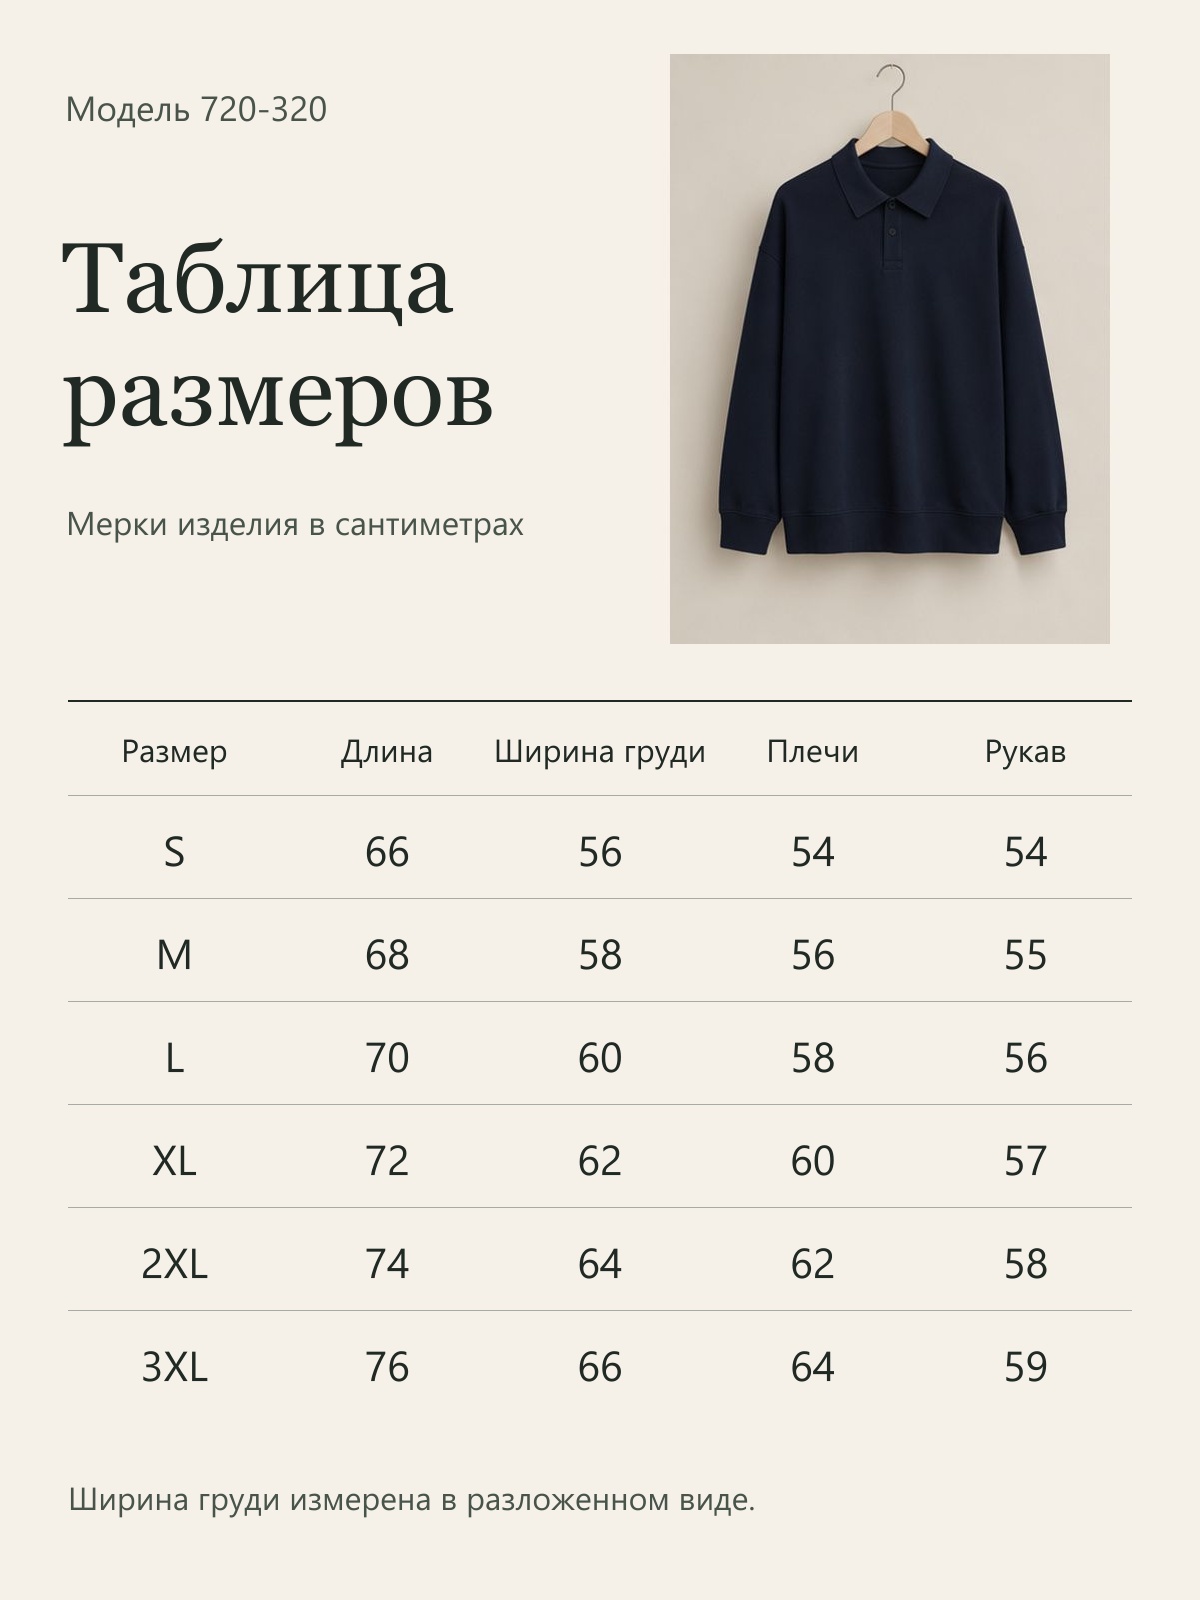 Модель 720-320
Таблица
размеров
Мерки изделия в сантиметрах
Размер Длина Ширина груди Плечи Рукав
S 66 56 54 54
M 68 58 56 55
L 70 60 58 56
XL 72 62 60 57
2XL 74 64 62 58
3XL 76 66 64 59
Ширина груди измерена в разложенном виде.